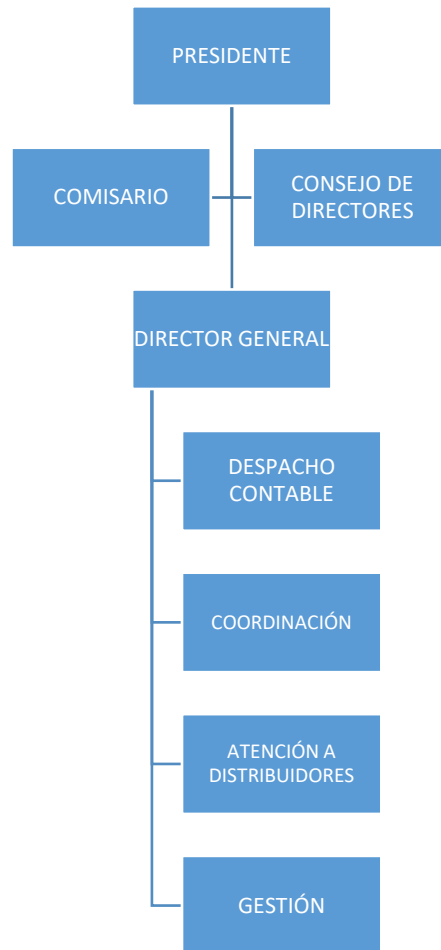 PRESIDENTE
COMISARIO
CONSEJO DE
DIRECTORES
DIRECTOR GENERAL
DESPACHO
CONTABLE
COORDINACIÓN
ATENCIÓN A
DISTRIBUIDORES
GESTIÓN